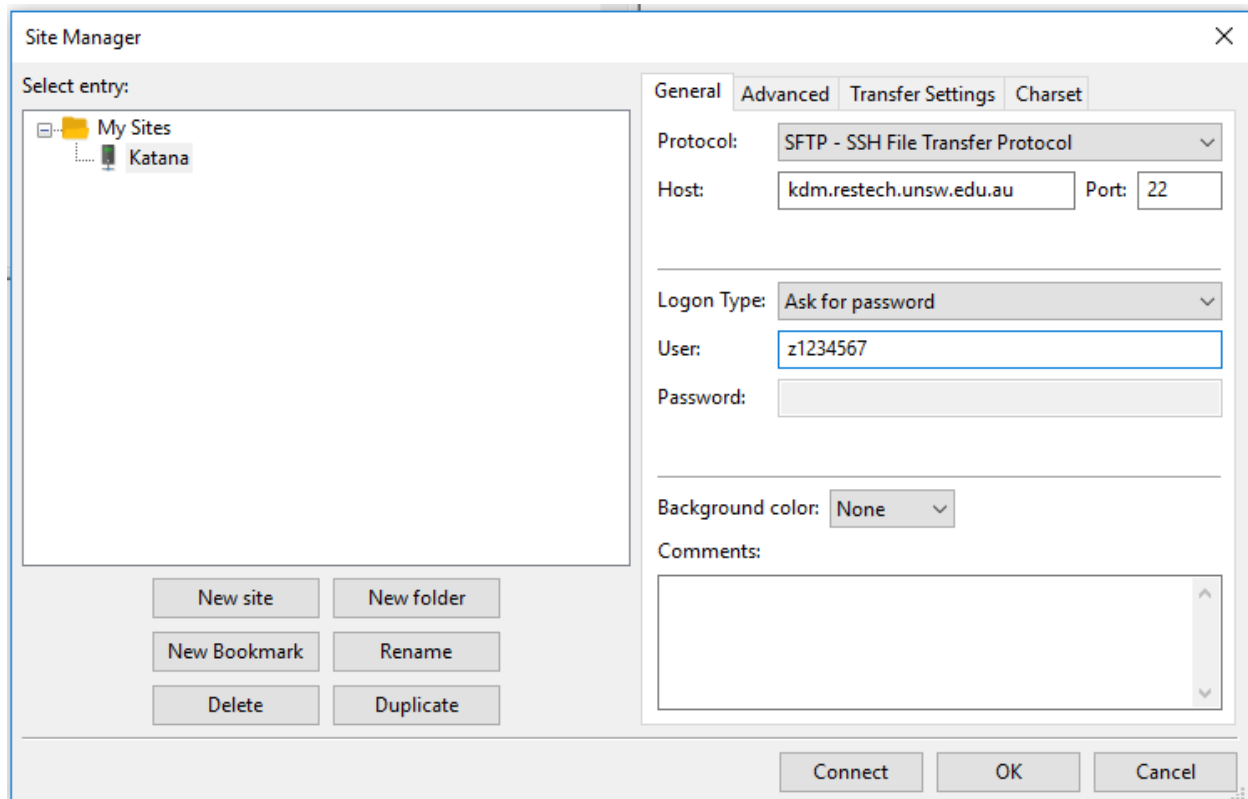 Site Manager
Select entry:
My Sites
Katana
New site New folder
New Bookmark Rename
Delete Duplicate
General Advanced Transfer Settings Charset
Protocol: SFTP - SSH File Transfer Protocol
Host: kdm.restech.unsw.edu.au Port: 22
Logon Type: Ask for password
User: z1234567
Password:
Background color: None
Comments:
Connect OK Cancel